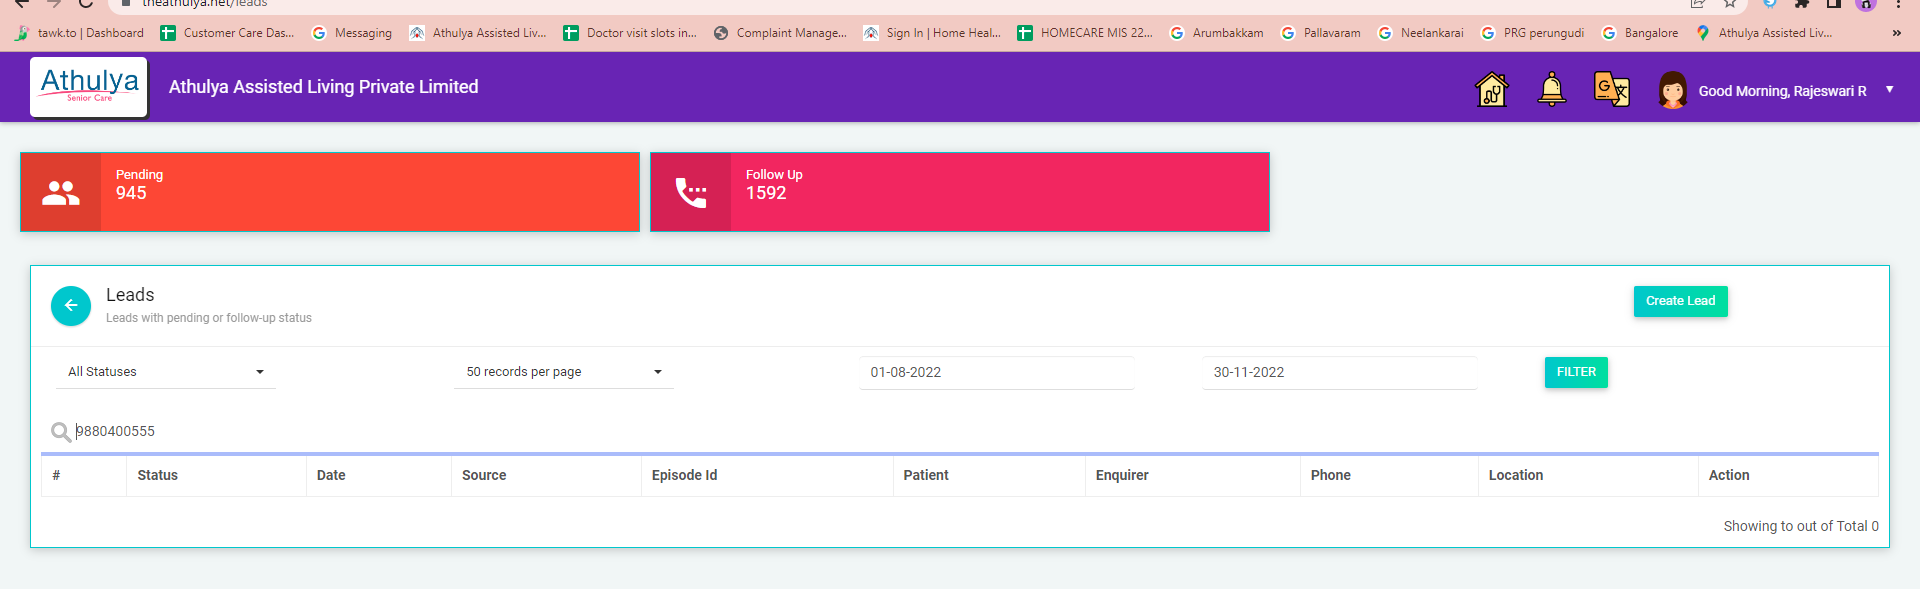 theathulya.net/leads
tawk.to | Dashboard
Customer Care Das...
Messaging
Athulya Assisted Liv...
Doctor visit slots in...
Complaint Manage...
Sign In | Home Heal...
HOMECARE MIS 22...
Arumbakkam
Pallavaram
Neelankarai
PRG perungudi
Bangalore
Athulya Assisted Liv...
»
Athulya
Senior Care
Athulya Assisted Living Private Limited
G
Good Morning, Rajeswari R
Pending
945
Follow Up
1592
Leads
Leads with pending or follow-up status
Create Lead
All Statuses
50 records per page
01-08-2022
30-11-2022
FILTER
9880400555
# Status Date Source Episode Id Patient Enquirer Phone Location Action
Showing to out of Total 0